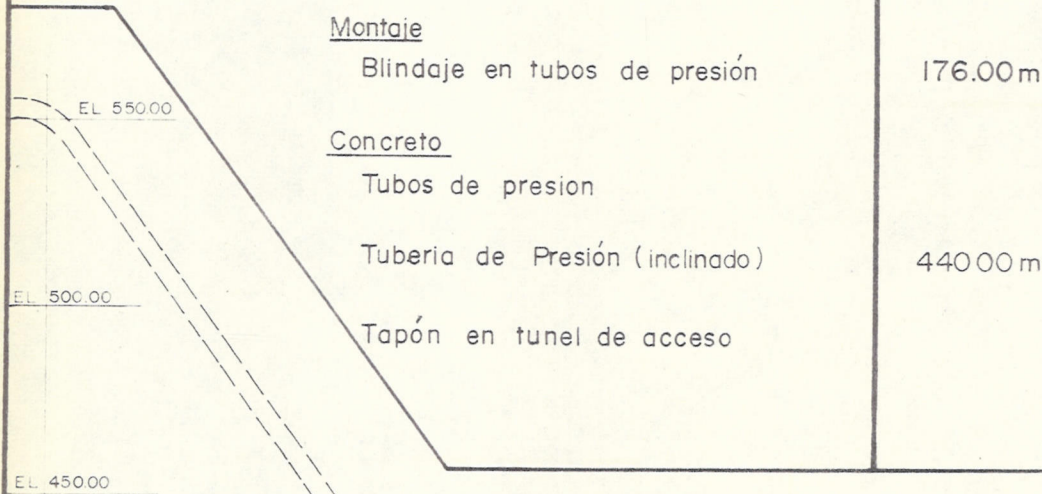 Montaje
Blindaje en tubos de presión 176.00 m
EL 550.00
Concreto
Tubos de presion
Tuberia de Presión (inclinado) 440 00 m
EL 500.00
Tapón en tunel de acceso
EL 450.00